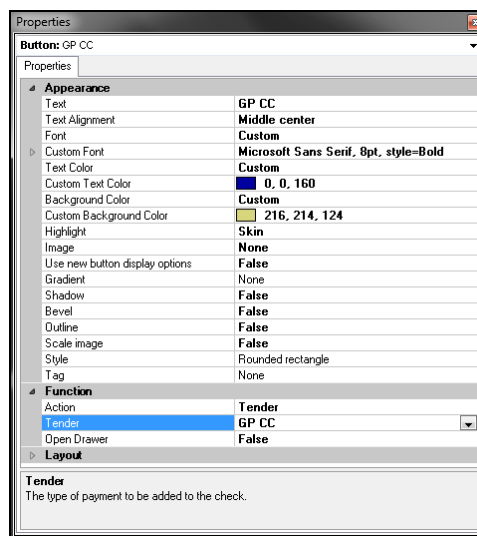 Properties
Button: GP CC
Properties
Appearance
Text GP CC
Text Alignment Middle center
Font Custom
Custom Font Microsoft Sans Serif, 8pt, style=Bold
Text Color Custom
Custom Text Color 0, 0, 160
Background Color Custom
Custom Background Color 216, 214, 124
Highlight Skin
Image None
Use new button display options False
Gradient None
Shadow False
Bevel False
Outline False
Scale image False
Style Rounded rectangle
Tag None
Function
Action Tender
Tender GP CC
Open Drawer False
Layout
Tender
The type of payment to be added to the check.